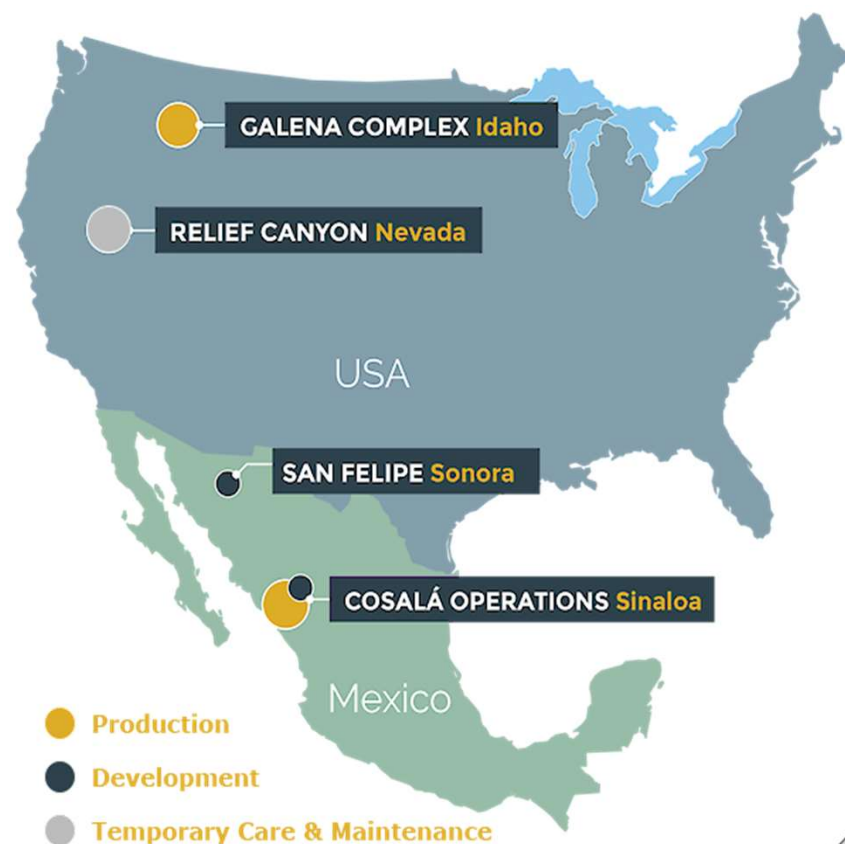 GALENA COMPLEX Idaho
RELIEF CANYON Nevada
USA
SAN FELIPE Sonora
COSALÁ OPERATIONS Sinaloa
Mexico
Production
Development
Temporary Care & Maintenance